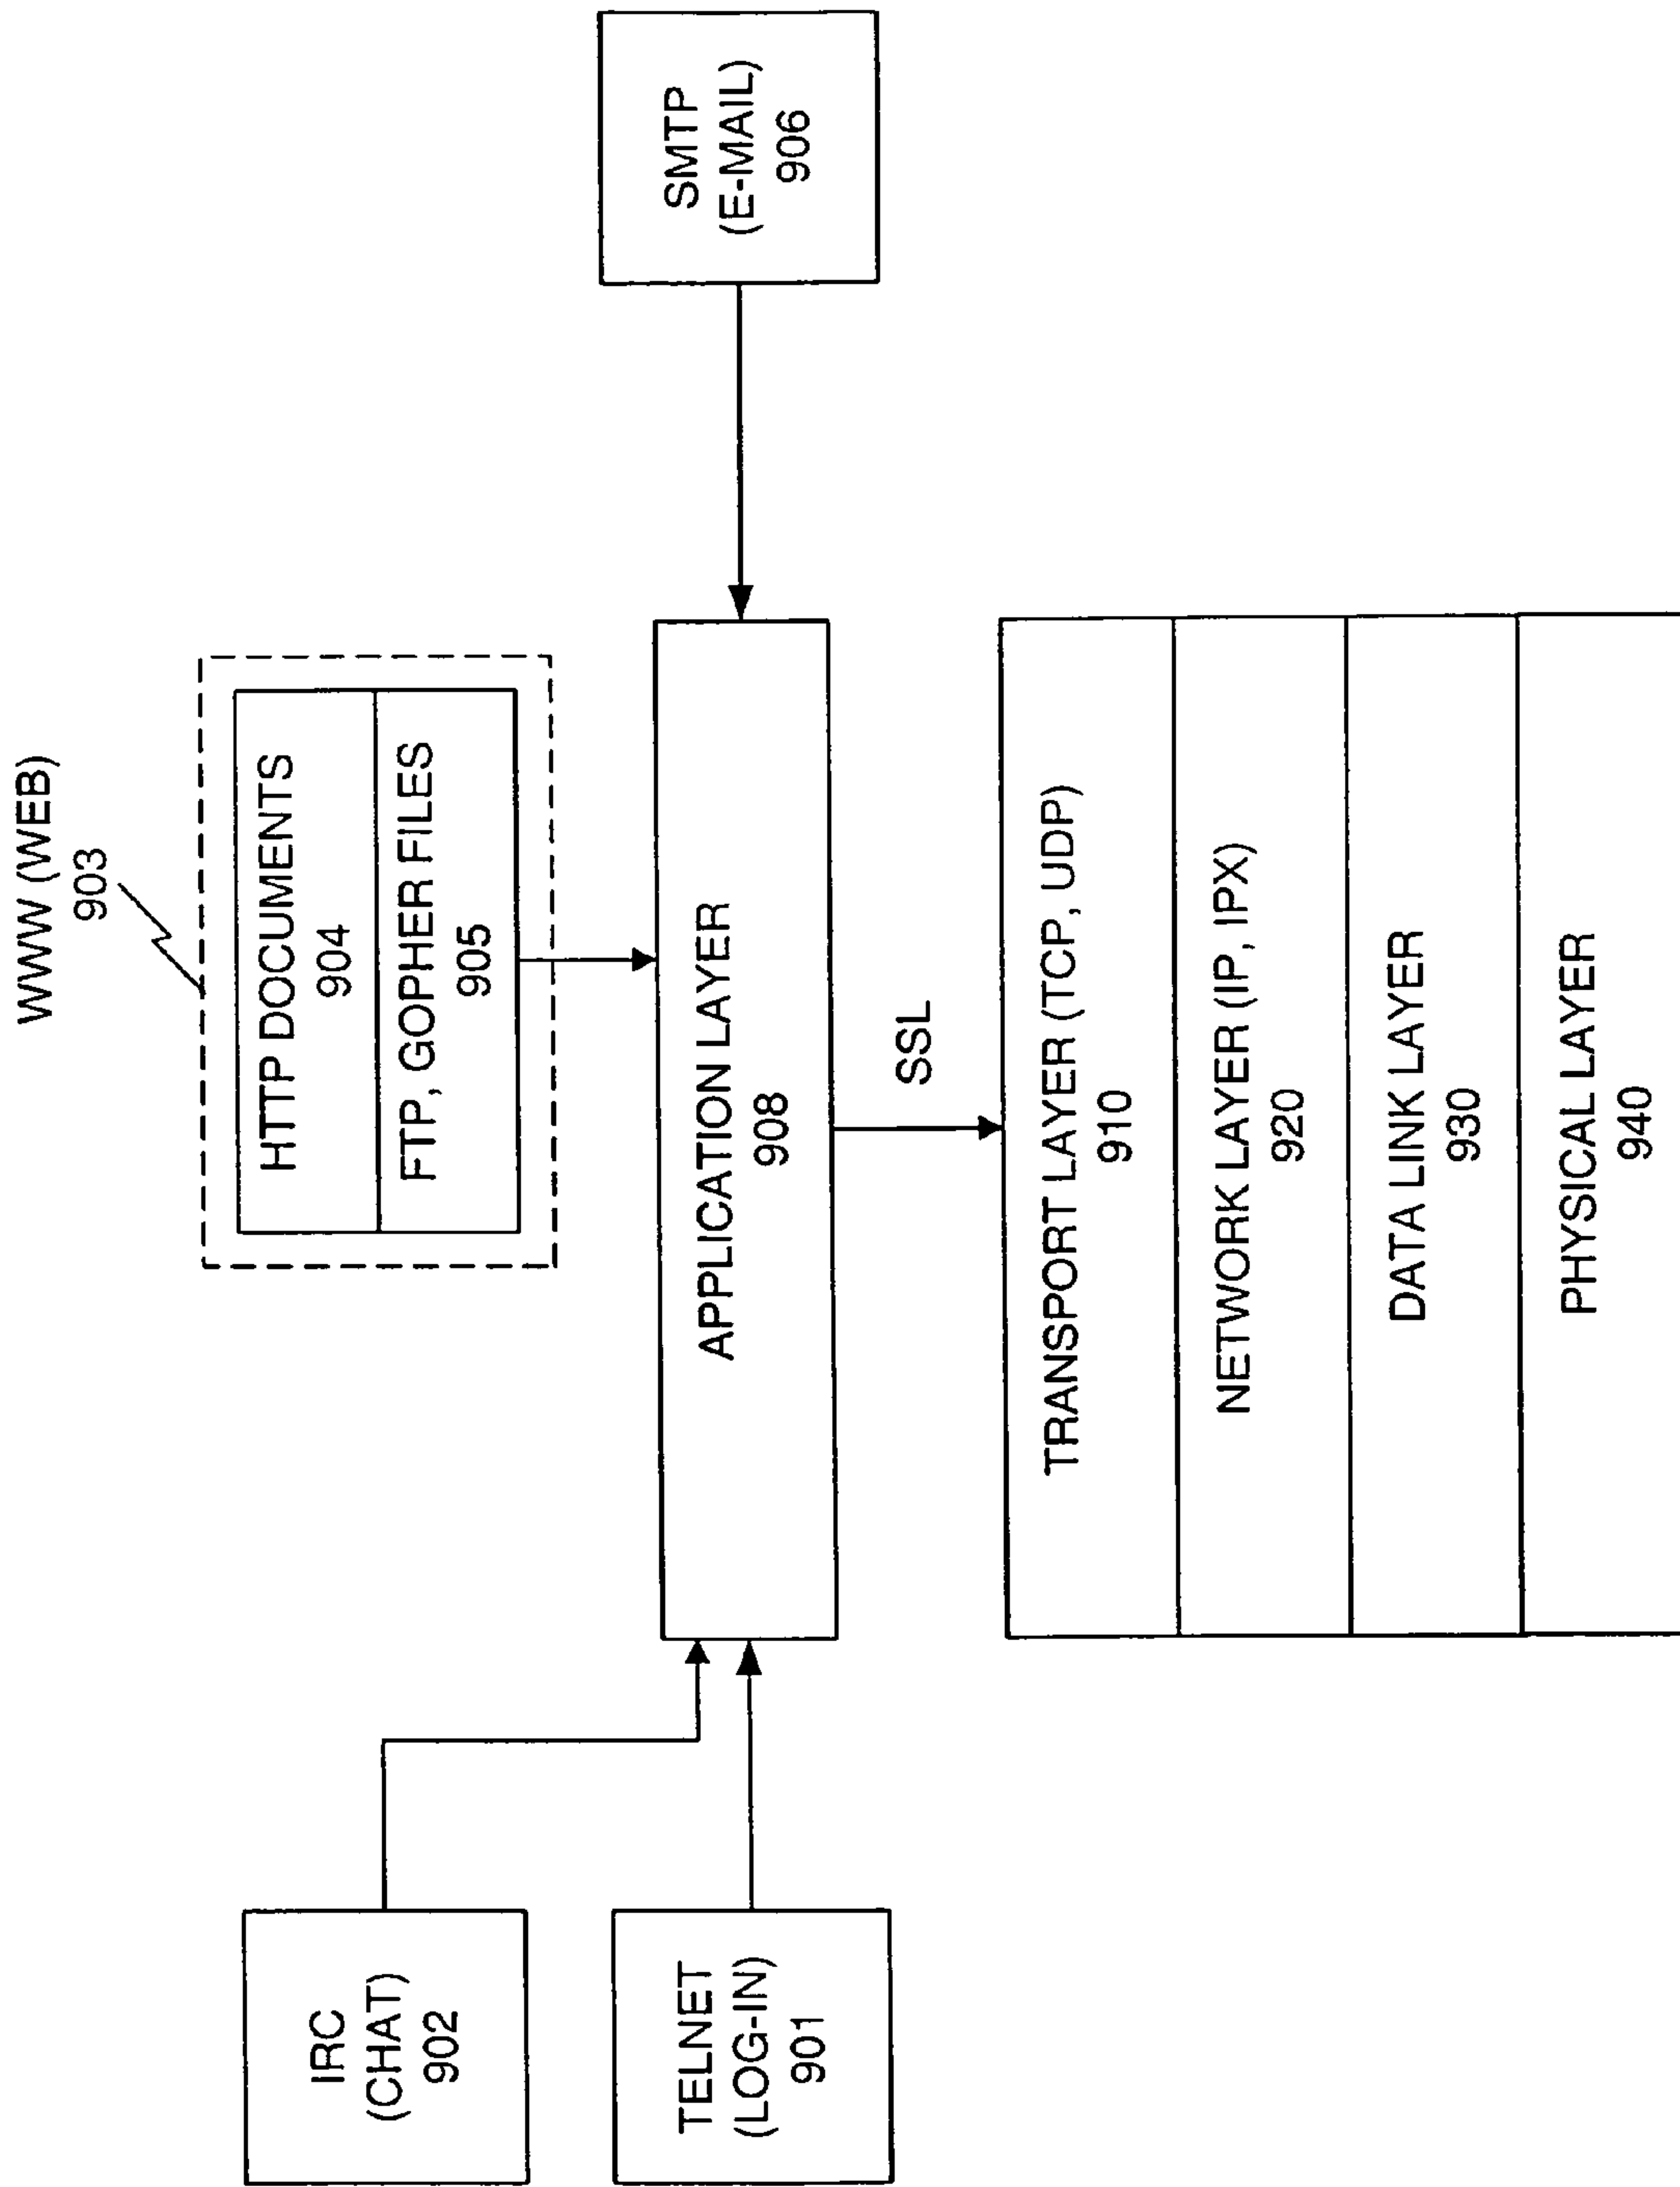 WWW (WEB)
903
HTTP DOCUMENTS
904
FTP, GOPHER FILES
905
IRC
(CHAT)
902
TELNET
(LOG-IN)
901
APPLICATION LAYER
908
SMTP
(E-MAIL)
906
SSL
TRANSPORT LAYER (TCP, UDP)
910
NETWORK LAYER (IP, IPX)
920
DATA LINK LAYER
930
PHYSICAL LAYER
940